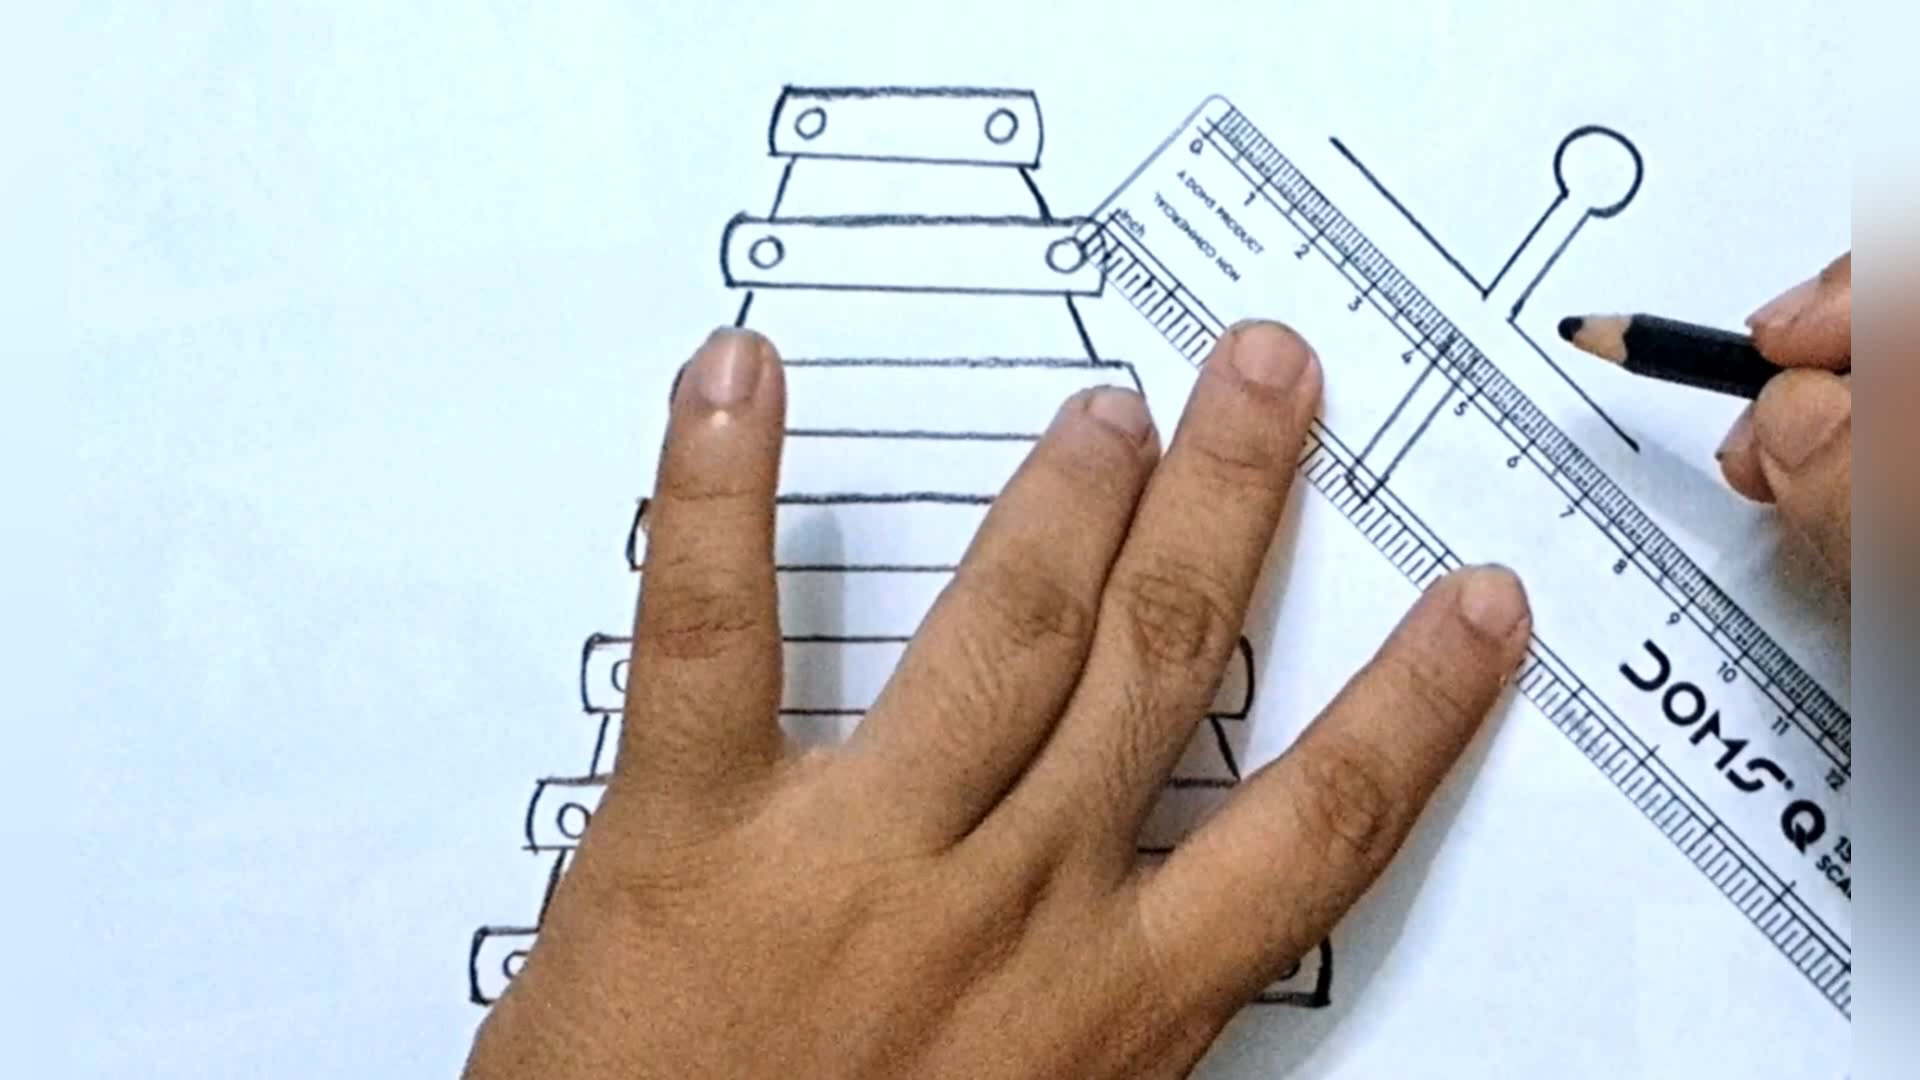 0 1 2 3 4 5 6 7 8 9 10 11 12
A DOMS PRODUCT
NON COMMERCIAL
Inch
DOMS Q